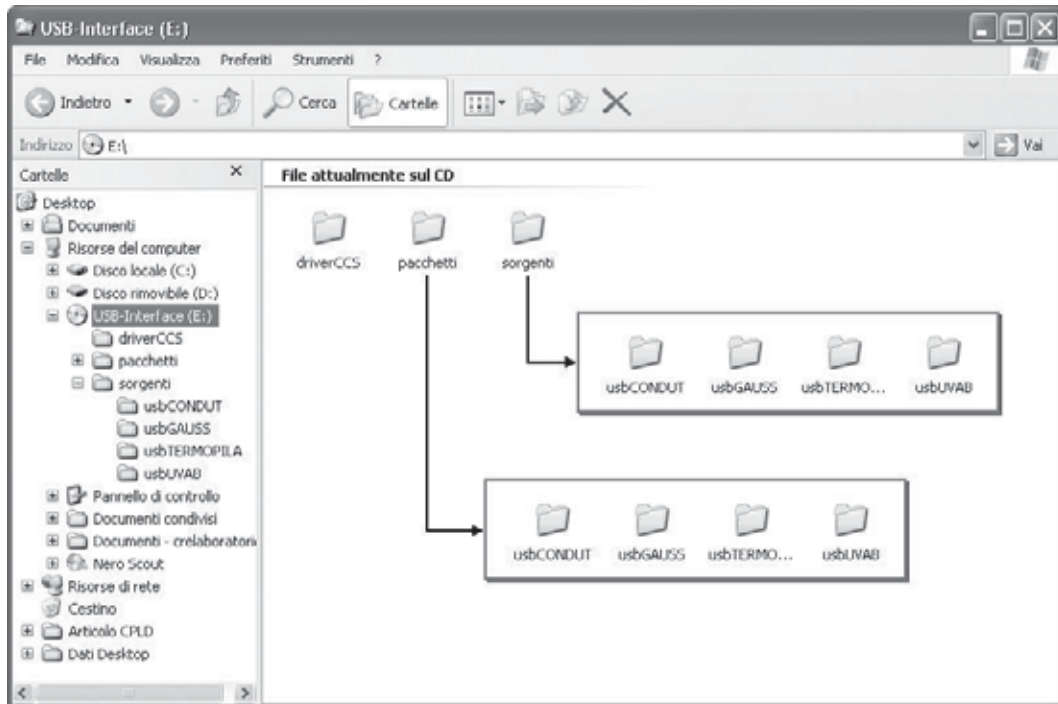 USB-Interface (E:)
File Modifica Visualizza Preferiti Strumenti ?
Indietro Cerca Cartelle
Indirizzo E:\ Vai
Cartelle
Desktop
Documenti
Risorse del computer
Disco locale (C:)
Disco rimovibile (D:)
USB-Interface (E:)
driverCCS
pacchetti
sorgenti
usbCONDUT
usbGAUSS
usbTERMOPILA
usbUVAB
Pannello di controllo
Documenti condivisi
Documenti - crelaboratorio
Nero Scout
Risorse di rete
Cestino
Articolo CPLD
Dati Desktop
File attualmente sul CD
driverCCS pacchetti sorgenti
usbCONDUT usbGAUSS usbTERMO... usbUVAB
usbCONDUT usbGAUSS usbTERMO... usbUVAB